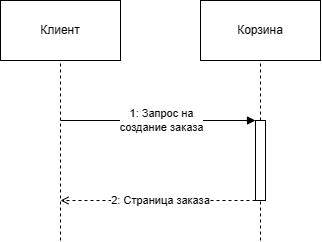 Клиент
Корзина
1: Запрос на
создание заказа
2: Страница заказа